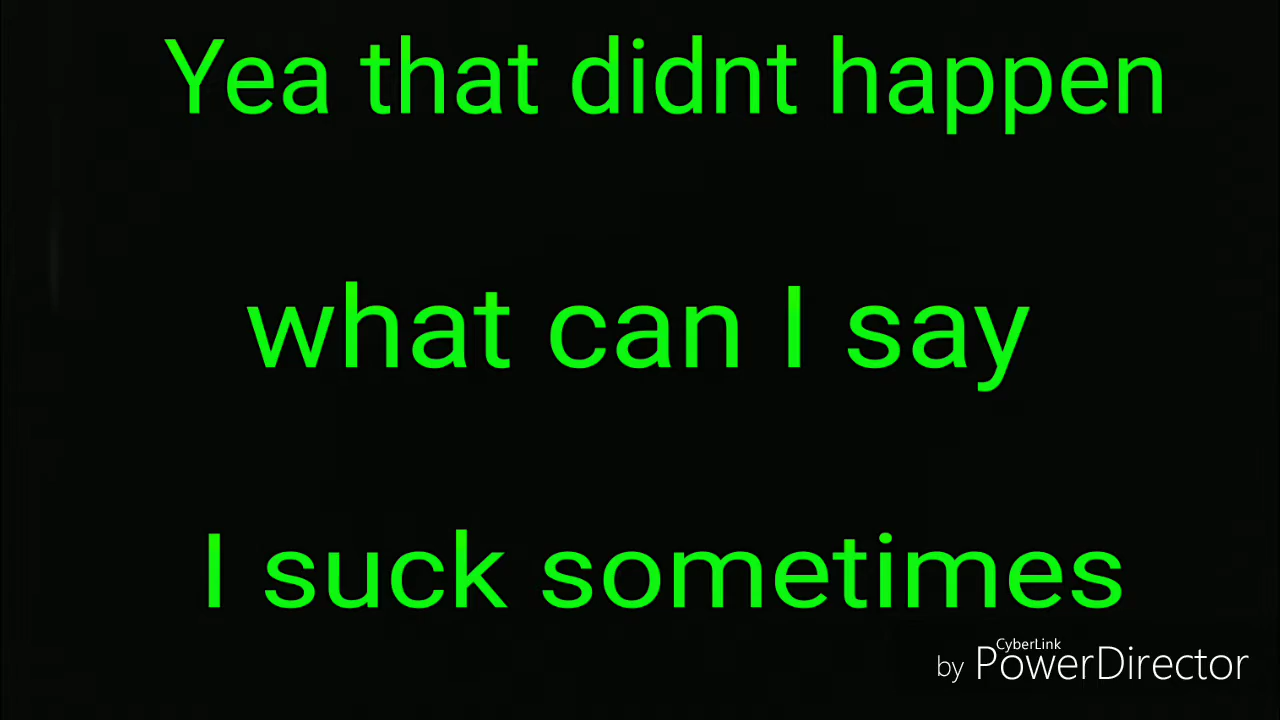 Yea that didnt happen
what can I say
I suck sometimes
CyberLink
by PowerDirector